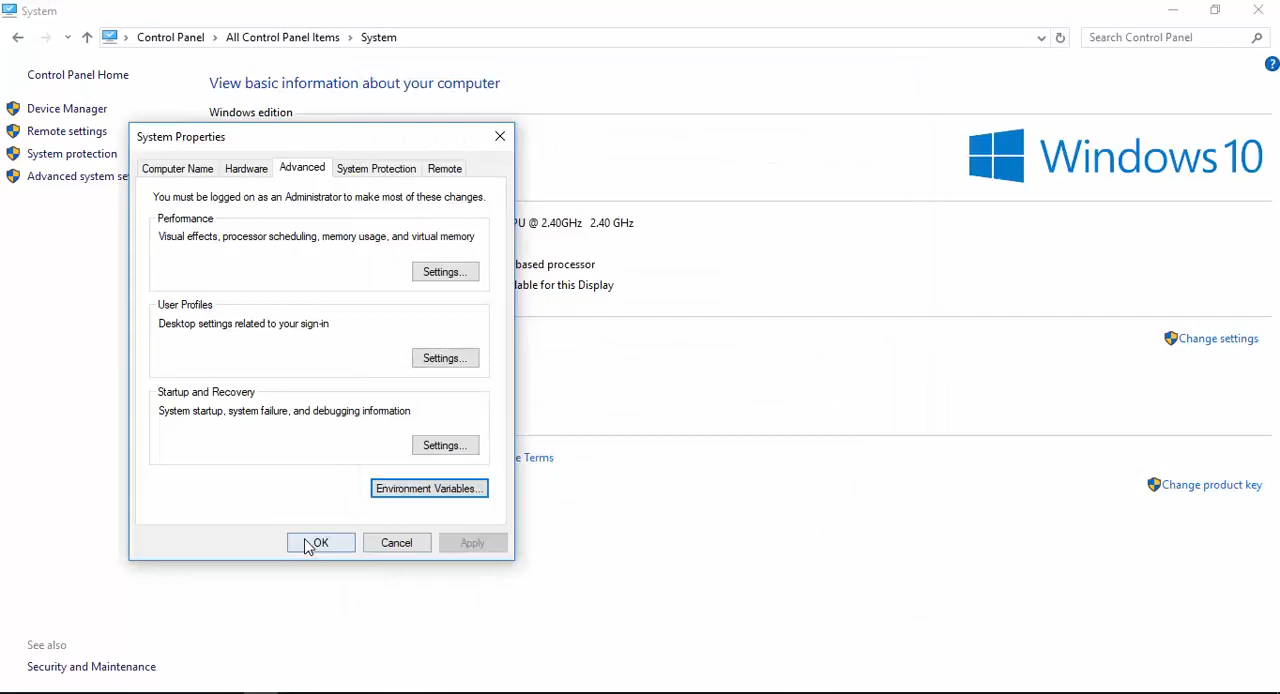 System
Control Panel > All Control Panel Items > System
Search Control Panel
Control Panel Home
Device Manager
Remote settings
System protection
Advanced system se
View basic information about your computer
Windows edition
Windows 10
PU @ 2.40GHz 2.40 GHz
based processor
lable for this Display
Change settings
e Terms
Change product key
See also
Security and Maintenance
System Properties
Computer Name Hardware Advanced System Protection Remote
You must be logged on as an Administrator to make most of these changes.
Performance
Visual effects, processor scheduling, memory usage, and virtual memory
Settings...
User Profiles
Desktop settings related to your sign-in
Settings...
Startup and Recovery
System startup, system failure, and debugging information
Settings...
Environment Variables...
OK Cancel Apply